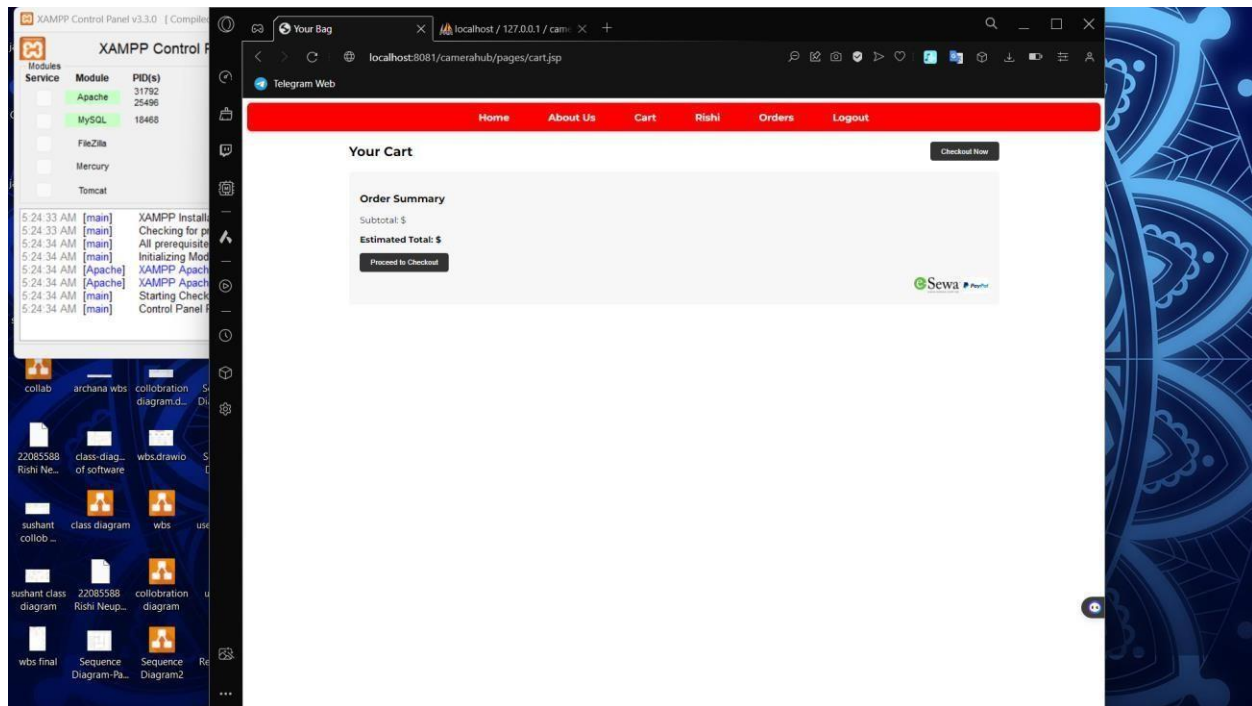 XAMPP Control Panel v3.3.0 [ Compiled
XAMPP Control P
Modules
Service Module PID(s)
Apache 31792
25496
MySQL 18468
FileZilla
Mercury
Tomcat
5:24:33 AM [main] XAMPP Installa
5:24:33 AM [main] Checking for pr
5:24:34 AM [main] All prerequisite
5:24:34 AM [main] Initializing Mod
5:24:34 AM [Apache] XAMPP Apach
5:24:34 AM [Apache] XAMPP Apach
5:24:34 AM [main] Starting Check
5:24:34 AM [main] Control Panel R
collab
archana wbs
collobration
diagram.d...
22085588
Rishi Ne...
class-diag...
of software
wbs.drawio
sushant
collob ...
class diagram
wbs
use
sushant class
diagram
22085588
Rishi Neup...
collobration
diagram
wbs final
Sequence
Diagram-Pa...
Sequence
Diagram2
Re
Your Bag
localhost / 127.0.0.1 / came
localhost:8081/camerahub/pages/cart.jsp
Telegram Web
Home About Us Cart Rishi Orders Logout
Your Cart
Checkout Now
Order Summary
Subtotal: $
Estimated Total: $
Proceed to Checkout
eSewa PayPal